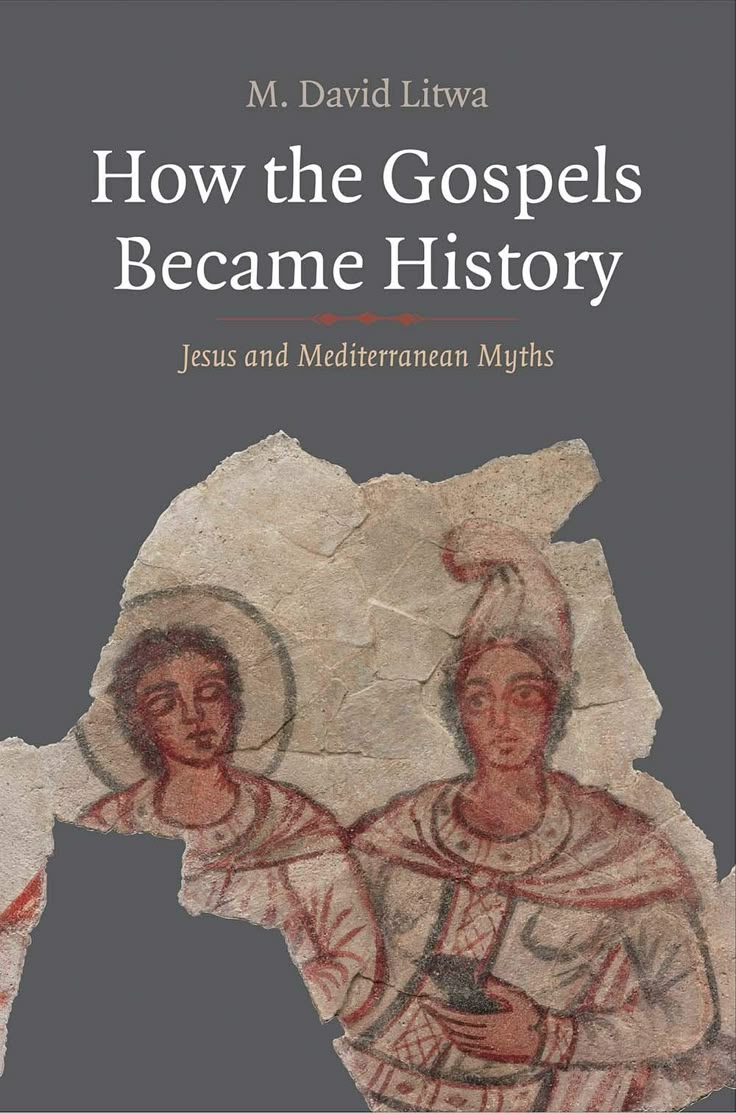 M. David Litwa
How the Gospels
Became History
Jesus and Mediterranean Myths